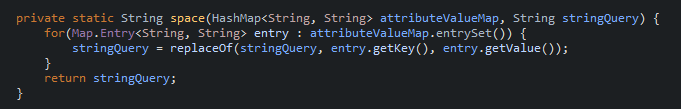 private static String space(HashMap<String, String> attributeValueMap, String stringQuery) {
    for(Map.Entry<String, String> entry : attributeValueMap.entrySet()) {
        stringQuery = replaceOf(stringQuery, entry.getKey(), entry.getValue());
    }
    return stringQuery;
}